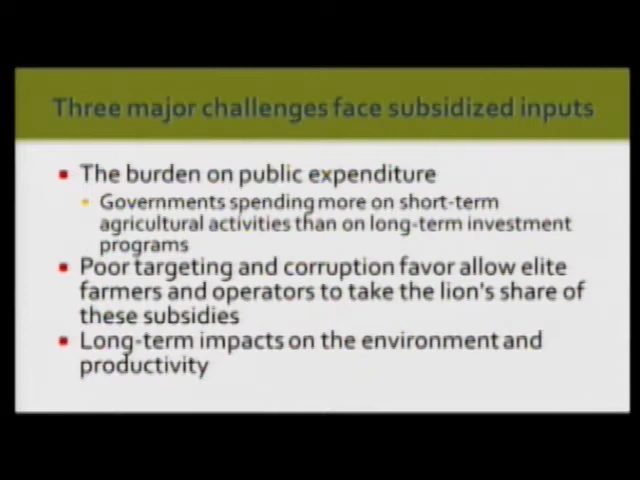 Three major challenges face subsidized inputs
The burden on public expenditure
Governments spending more on short-term
agricultural activities than on long-term investment
programs
Poor targeting and corruption favor allow elite
farmers and operators to take the lion's share of
these subsidies
Long-term impacts on the environment and
productivity